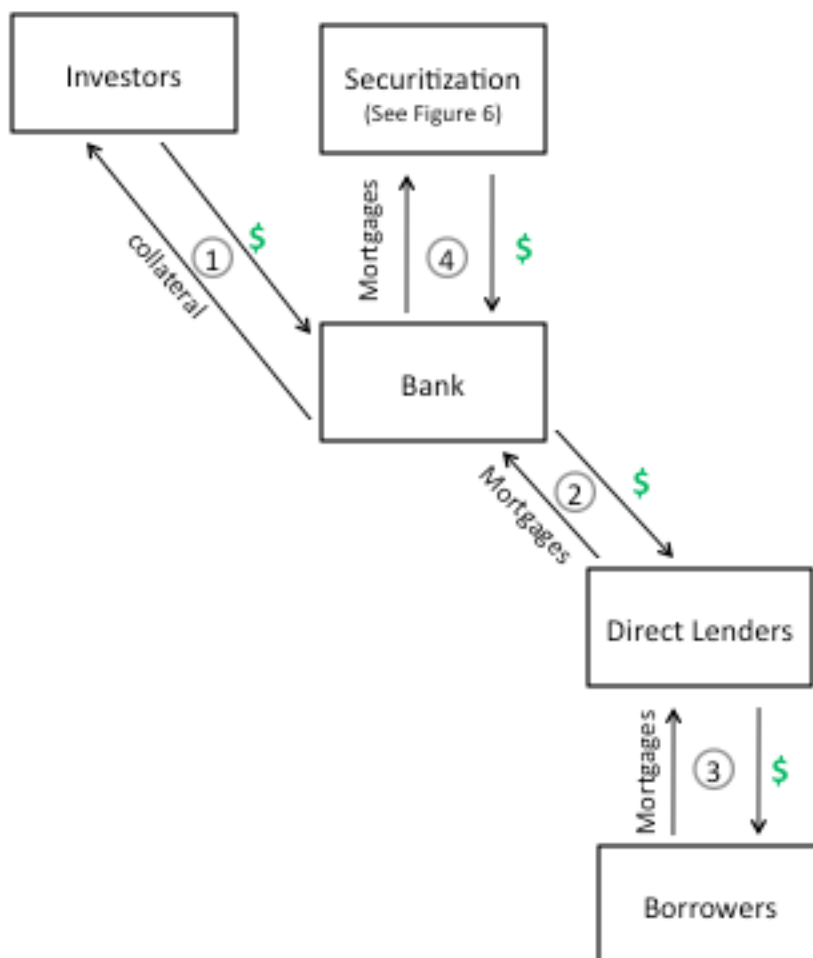 Investors
Securitization
(See Figure 6)
collateral
1
$
Mortgages
4
$
Bank
Mortgages
2
$
Direct Lenders
Mortgages
3
$
Borrowers